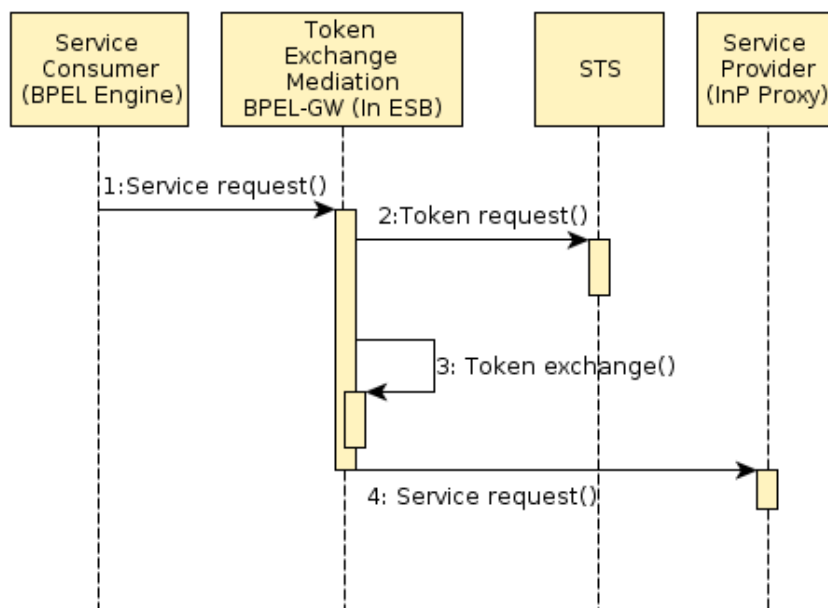 Service
Consumer
(BPEL Engine)
Token
Exchange
Mediation
BPEL-GW (In ESB)
STS
Service
Provider
(InP Proxy)
1:Service request()
2:Token request()
3: Token exchange()
4: Service request()